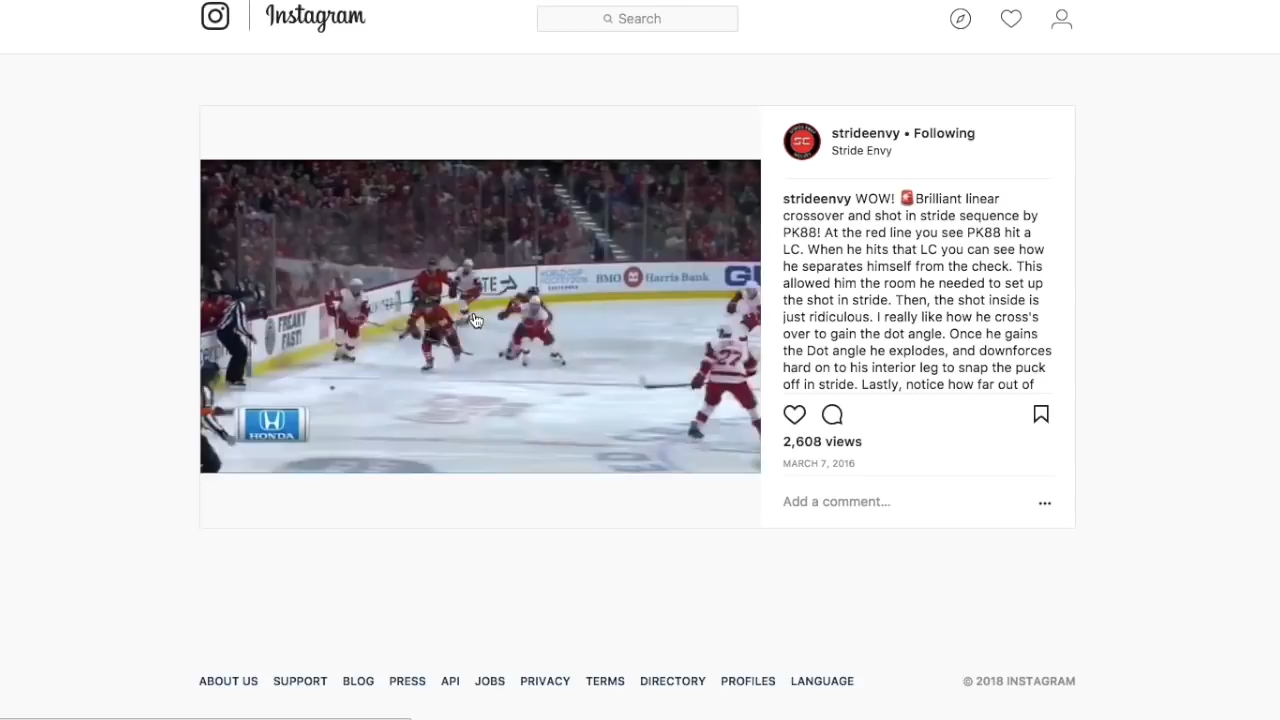 Instagram
Search
strideenvy • Following
Stride Envy
strideenvy WOW! 🚨Brilliant linear
crossover and shot in stride sequence by
PK88! At the red line you see PK88 hit a
LC. When he hits that LC you can see how
he separates himself from the check. This
allowed him the room he needed to set up
the shot in stride. Then, the shot inside is
just ridiculous. I really like how he cross's
over to gain the dot angle. Once he gains
the Dot angle he explodes, and downforces
hard on to his interior leg to snap the puck
off in stride. Lastly, notice how far out of
BMO Harris Bank
FREAKY
FAST!
27
HONDA
2,608 views
MARCH 7, 2016
Add a comment...
ABOUT US SUPPORT BLOG PRESS API JOBS PRIVACY TERMS DIRECTORY PROFILES LANGUAGE
© 2018 INSTAGRAM